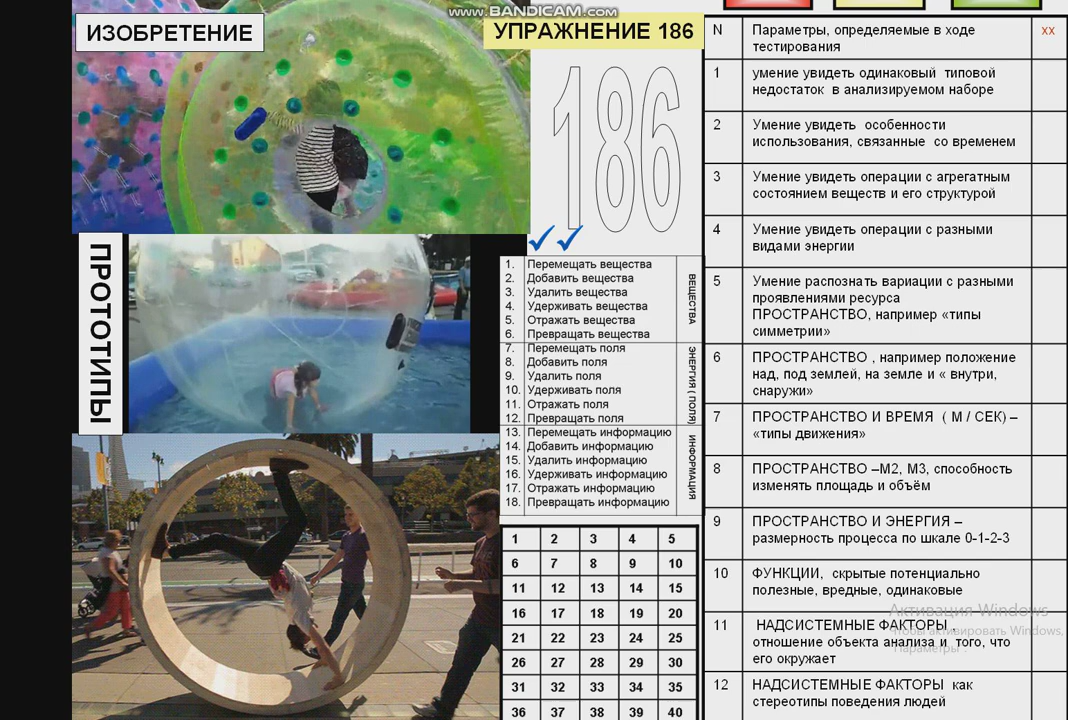 www.BANDICAM.com
ИЗОБРЕТЕНИЕ
УПРАЖНЕНИЕ 186
186
ПРОТОТИПЫ
1. Перемещать вещества
2. Добавить вещества
3. Удалить вещества
4. Удерживать вещества
5. Отражать вещества
6. Превращать вещества
ВЕЩЕСТВА
7. Перемещать поля
8. Добавить поля
9. Удалить поля
10. Удерживать поля
11. Отражать поля
12. Превращать поля
ЭНЕРГИЯ ( ПОЛЯ)
13. Перемещать информацию
14. Добавить информацию
15. Удалить информацию
16. Удерживать информацию
17. Отражать информацию
18. Превращать информацию
ИНФОРМАЦИЯ
1 2 3 4 5
6 7 8 9 10
11 12 13 14 15
16 17 18 19 20
21 22 23 24 25
26 27 28 29 30
31 32 33 34 35
36 37 38 39 40
N Параметры, определяемые в ходе xx
тестирования
1 умение увидеть одинаковый типовой
недостаток в анализируемом наборе
2 Умение увидеть особенности
использования, связанные со временем
3 Умение увидеть операции с агрегатным
состоянием веществ и его структурой
4 Умение увидеть операции с разными
видами энергии
5 Умение распознать вариации с разными
проявлениями ресурса
ПРОСТРАНСТВО, например «типы
симметрии»
6 ПРОСТРАНСТВО , например положение
над, под землей, на земле и « внутри,
снаружи»
7 ПРОСТРАНСТВО И ВРЕМЯ ( М / СЕК) –
«типы движения»
8 ПРОСТРАНСТВО –М2, М3, способность
изменять площадь и объём
9 ПРОСТРАНСТВО И ЭНЕРГИЯ –
размерность процесса по шкале 0-1-2-3
10 ФУНКЦИИ, скрытые потенциально
полезные, вредные, одинаковые
11 НАДСИСТЕМНЫЕ ФАКТОРЫ ,
отношение объекта анализа и того, что
его окружает
12 НАДСИСТЕМНЫЕ ФАКТОРЫ как
стереотипы поведения людей
Активация Windows
Чтобы активировать Windows,
"Параметры".